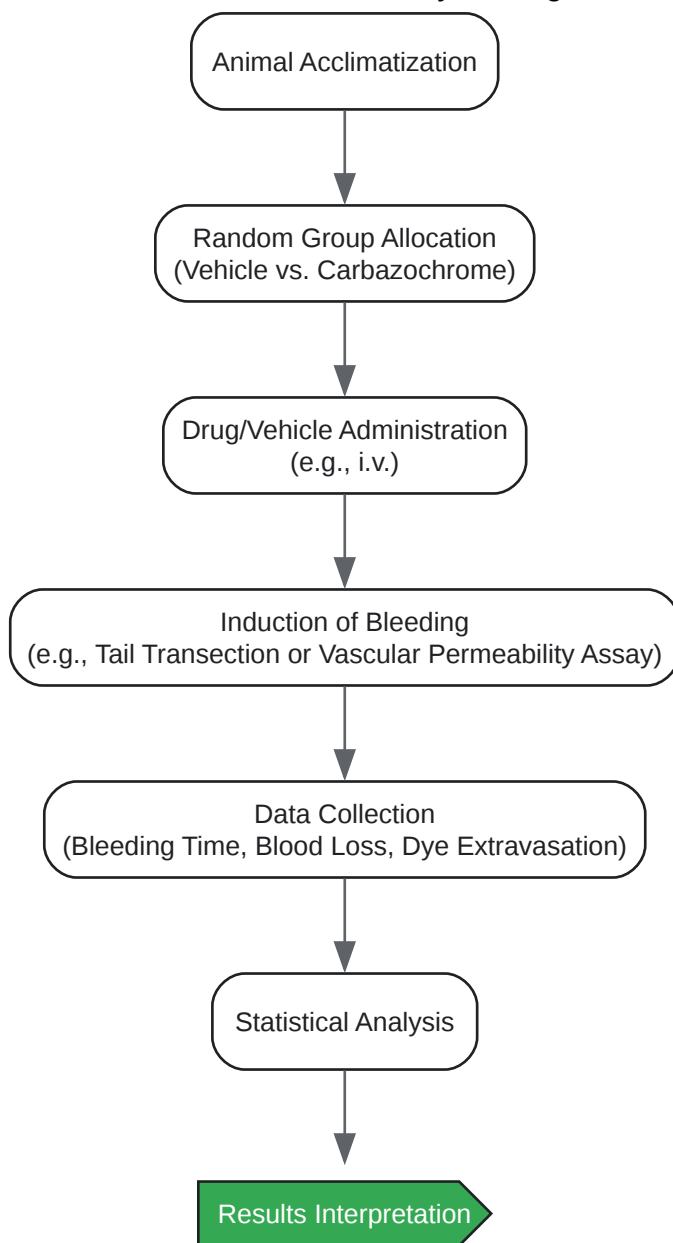 Animal Acclimatization
Random Group Allocation
(Vehicle vs. Carbazochrome)
Drug/Vehicle Administration
(e.g., i.v.)
Induction of Bleeding
(e.g., Tail Transection or Vascular Permeability Assay)
Data Collection
(Bleeding Time, Blood Loss, Dye Extravasation)
Statistical Analysis
Results Interpretation